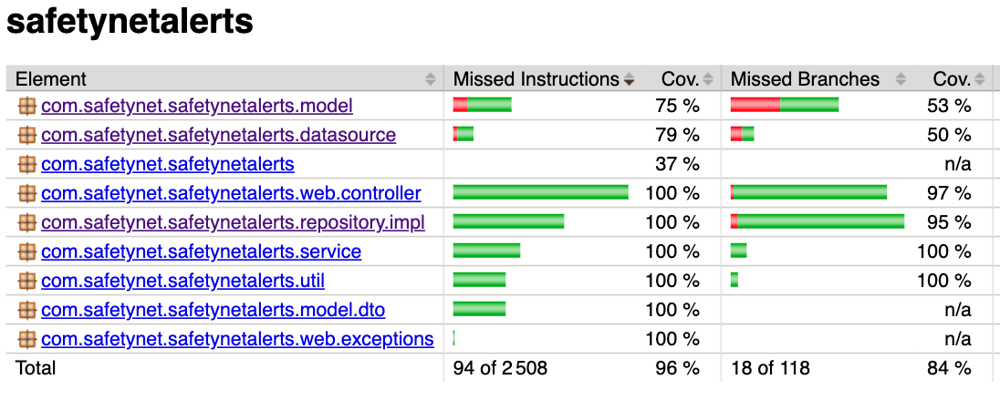 safetynetalerts
Element Missed Instructions Cov. Missed Branches Cov.
com.safetynet.safetynetalerts.model 75 % 53 %
com.safetynet.safetynetalerts.datasource 79 % 50 %
com.safetynet.safetynetalerts 37 % n/a
com.safetynet.safetynetalerts.web.controller 100 % 97 %
com.safetynet.safetynetalerts.repository.impl 100 % 95 %
com.safetynet.safetynetalerts.service 100 % 100 %
com.safetynet.safetynetalerts.util 100 % 100 %
com.safetynet.safetynetalerts.model.dto 100 % n/a
com.safetynet.safetynetalerts.web.exceptions 100 % n/a
Total 94 of 2 508 96 % 18 of 118 84 %